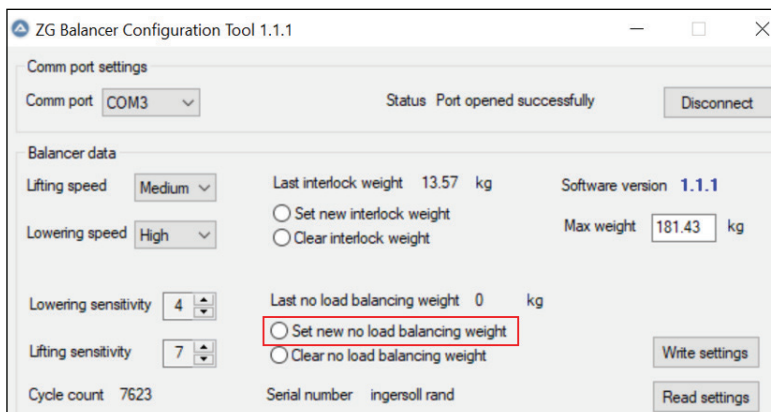 ZG Balancer Configuration Tool 1.1.1
Comm port settings
Comm port COM3 Status Port opened successfully Disconnect
Balancer data
Lifting speed Medium Last interlock weight 13.57 kg Software version 1.1.1
Set new interlock weight
Lowering speed High Clear interlock weight Max weight 181.43 kg
Lowering sensitivity 4 Last no load balancing weight 0 kg
Set new no load balancing weight
Lifting sensitivity 7 Clear no load balancing weight Write settings
Cycle count 7623 Serial number ingersoll rand Read settings